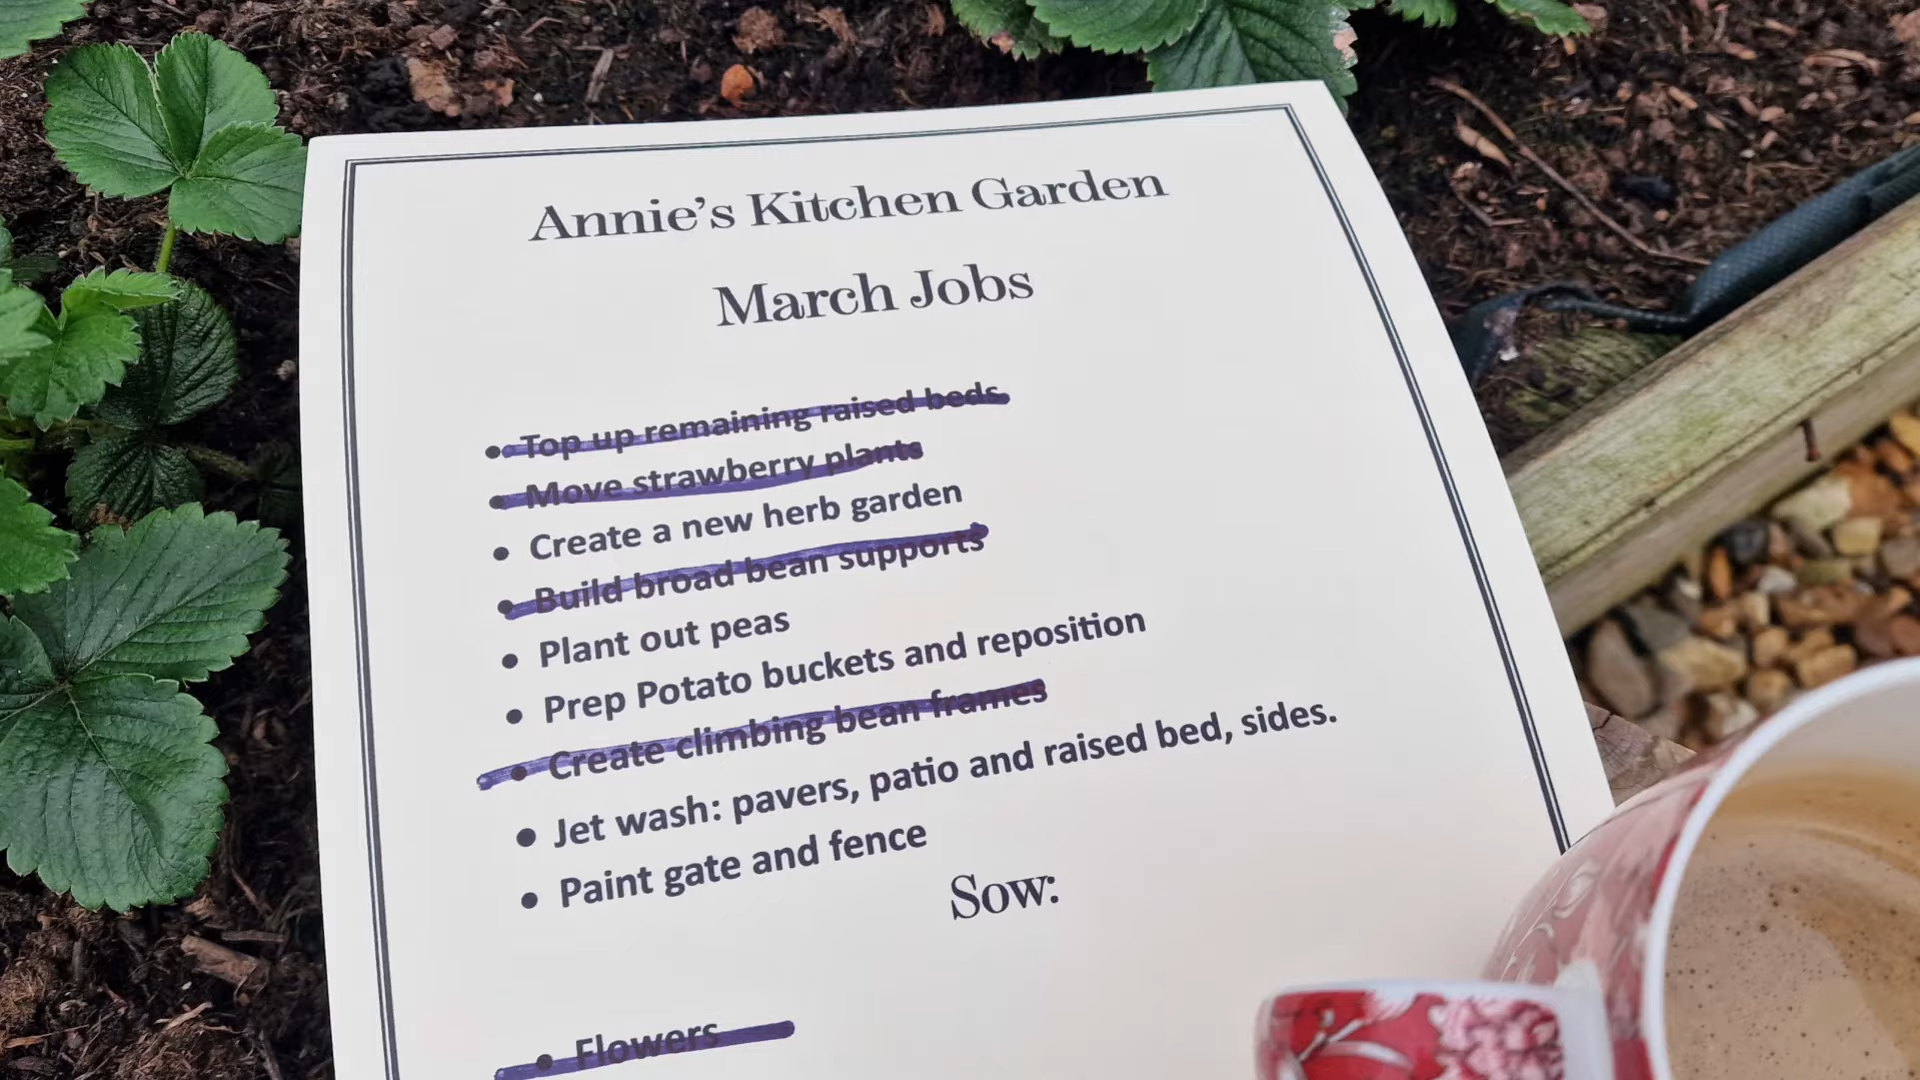 Annie's Kitchen Garden
March Jobs
• Top up remaining raised beds.
• Move strawberry plants
• Create a new herb garden
• Build broad bean supports
• Plant out peas
• Prep Potato buckets and reposition
• Create climbing bean frames
• Jet wash: pavers, patio and raised bed, sides.
• Paint gate and fence
Sow:
• Flowers